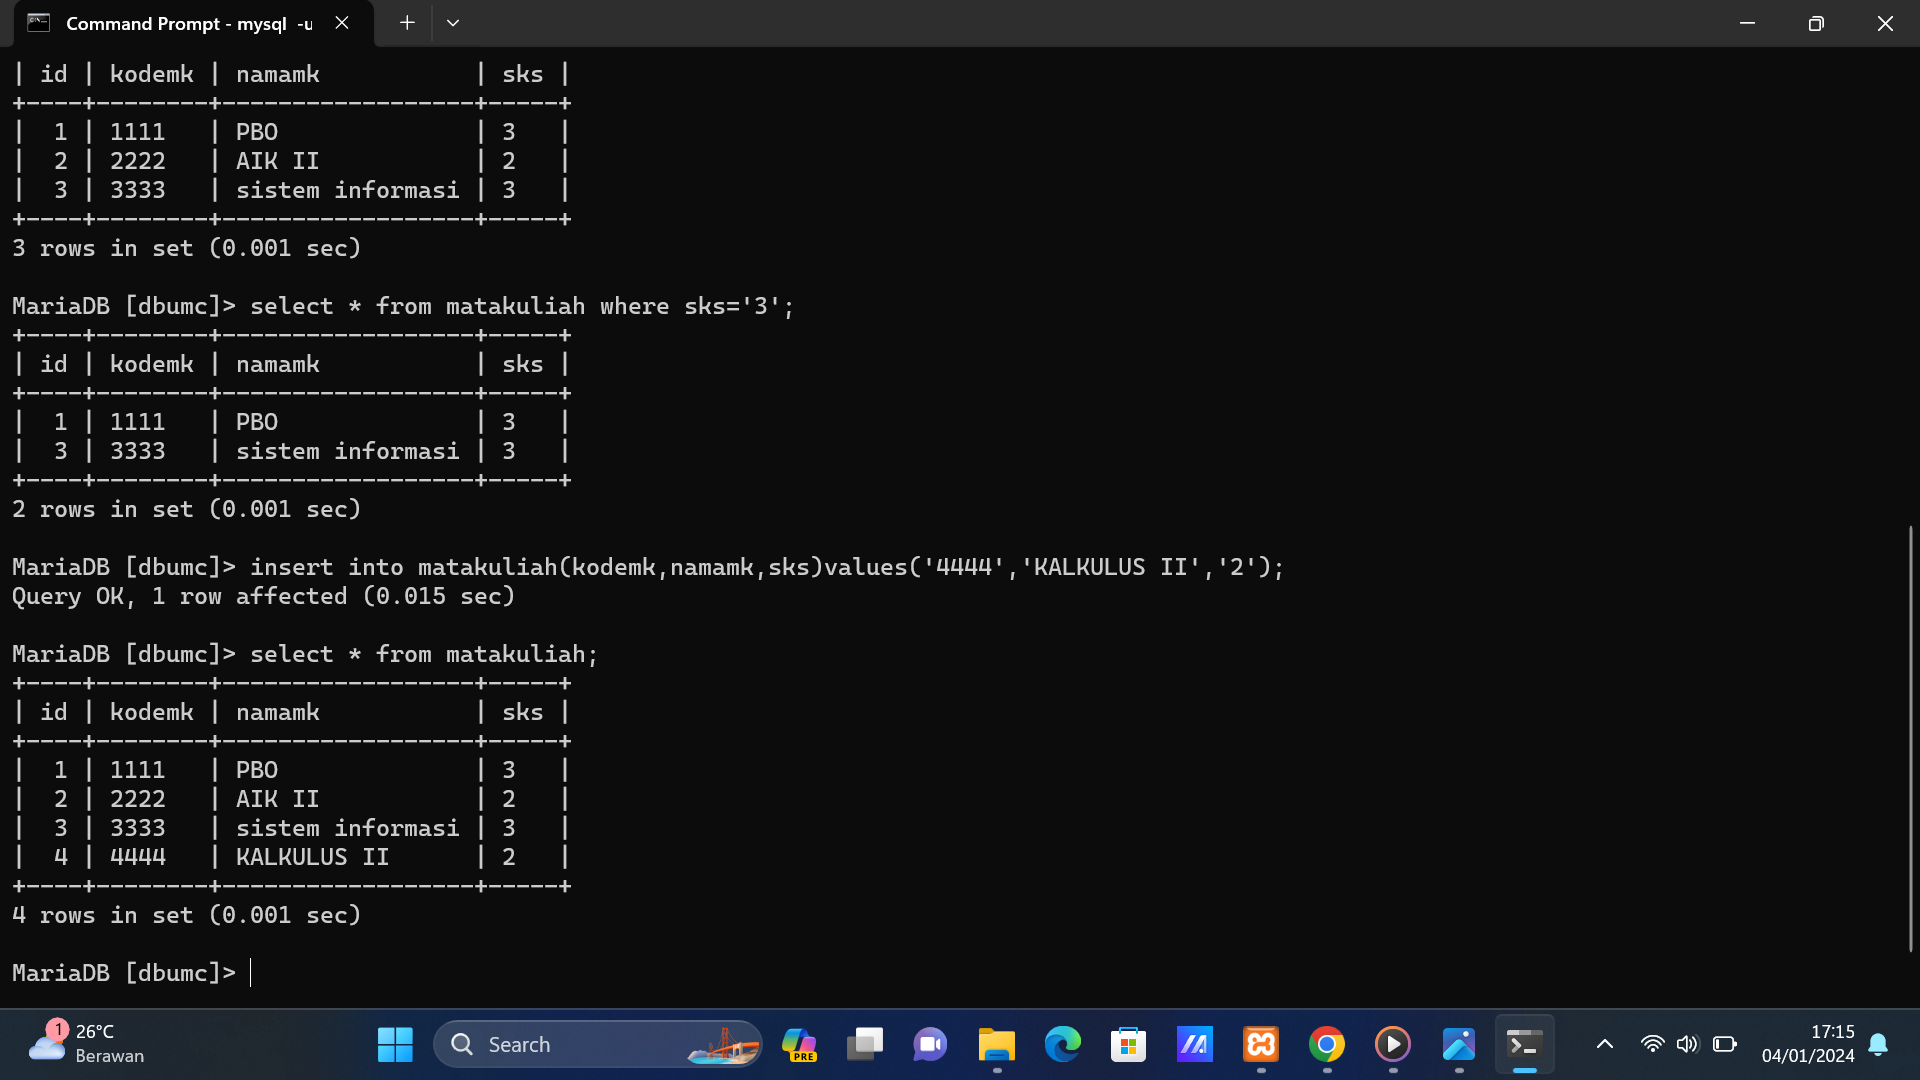 Command Prompt - mysql -u
| id | kodemk | namamk           | sks |
+----+--------+------------------+-----+
|  1 | 1111   | PBO              | 3   |
|  2 | 2222   | AIK II           | 2   |
|  3 | 3333   | sistem informasi | 3   |
+----+--------+------------------+-----+
3 rows in set (0.001 sec)
MariaDB [dbumc]> select * from matakuliah where sks='3';
+----+--------+------------------+-----+
| id | kodemk | namamk           | sks |
+----+--------+------------------+-----+
|  1 | 1111   | PBO              | 3   |
|  3 | 3333   | sistem informasi | 3   |
+----+--------+------------------+-----+
2 rows in set (0.001 sec)
MariaDB [dbumc]> insert into matakuliah(kodemk,namamk,sks)values('4444','KALKULUS II','2');
Query OK, 1 row affected (0.015 sec)
MariaDB [dbumc]> select * from matakuliah;
+----+--------+------------------+-----+
| id | kodemk | namamk           | sks |
+----+--------+------------------+-----+
|  1 | 1111   | PBO              | 3   |
|  2 | 2222   | AIK II           | 2   |
|  3 | 3333   | sistem informasi | 3   |
|  4 | 4444   | KALKULUS II      | 2   |
+----+--------+------------------+-----+
4 rows in set (0.001 sec)
MariaDB [dbumc]>
1
26°C
Berawan
Search
PRE
17:15
04/01/2024